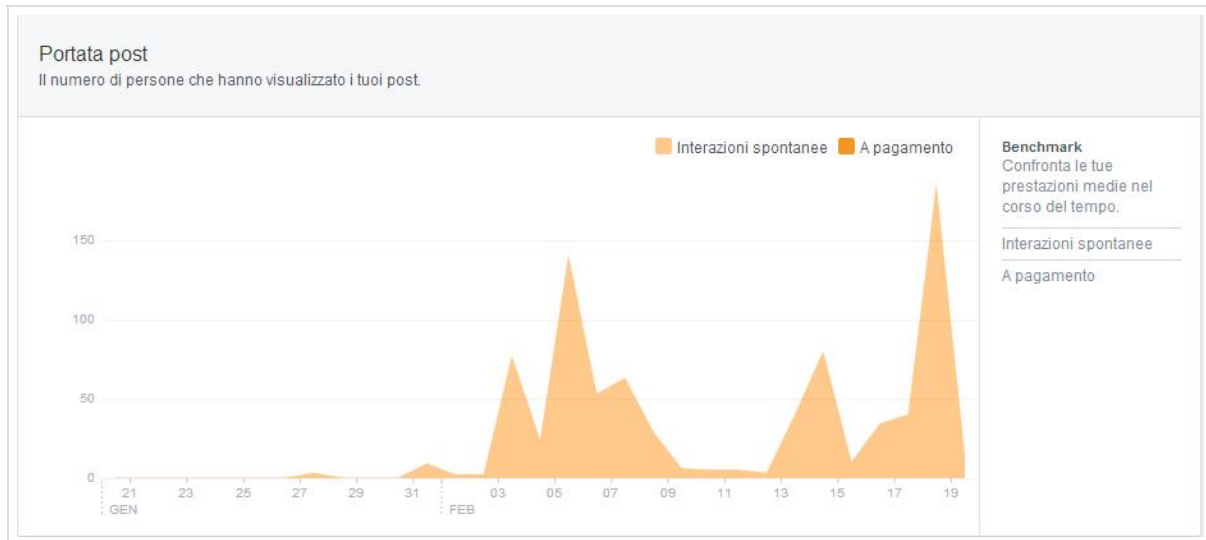 Portata post
Il numero di persone che hanno visualizzato i tuoi post.
Interazioni spontanee A pagamento
Benchmark
Confronta le tue
prestazioni medie nel
corso del tempo.
Interazioni spontanee
A pagamento
150
100
50
0
21 23 25 27 29 31 03 05 07 09 11 13 15 17 19
GEN FEB